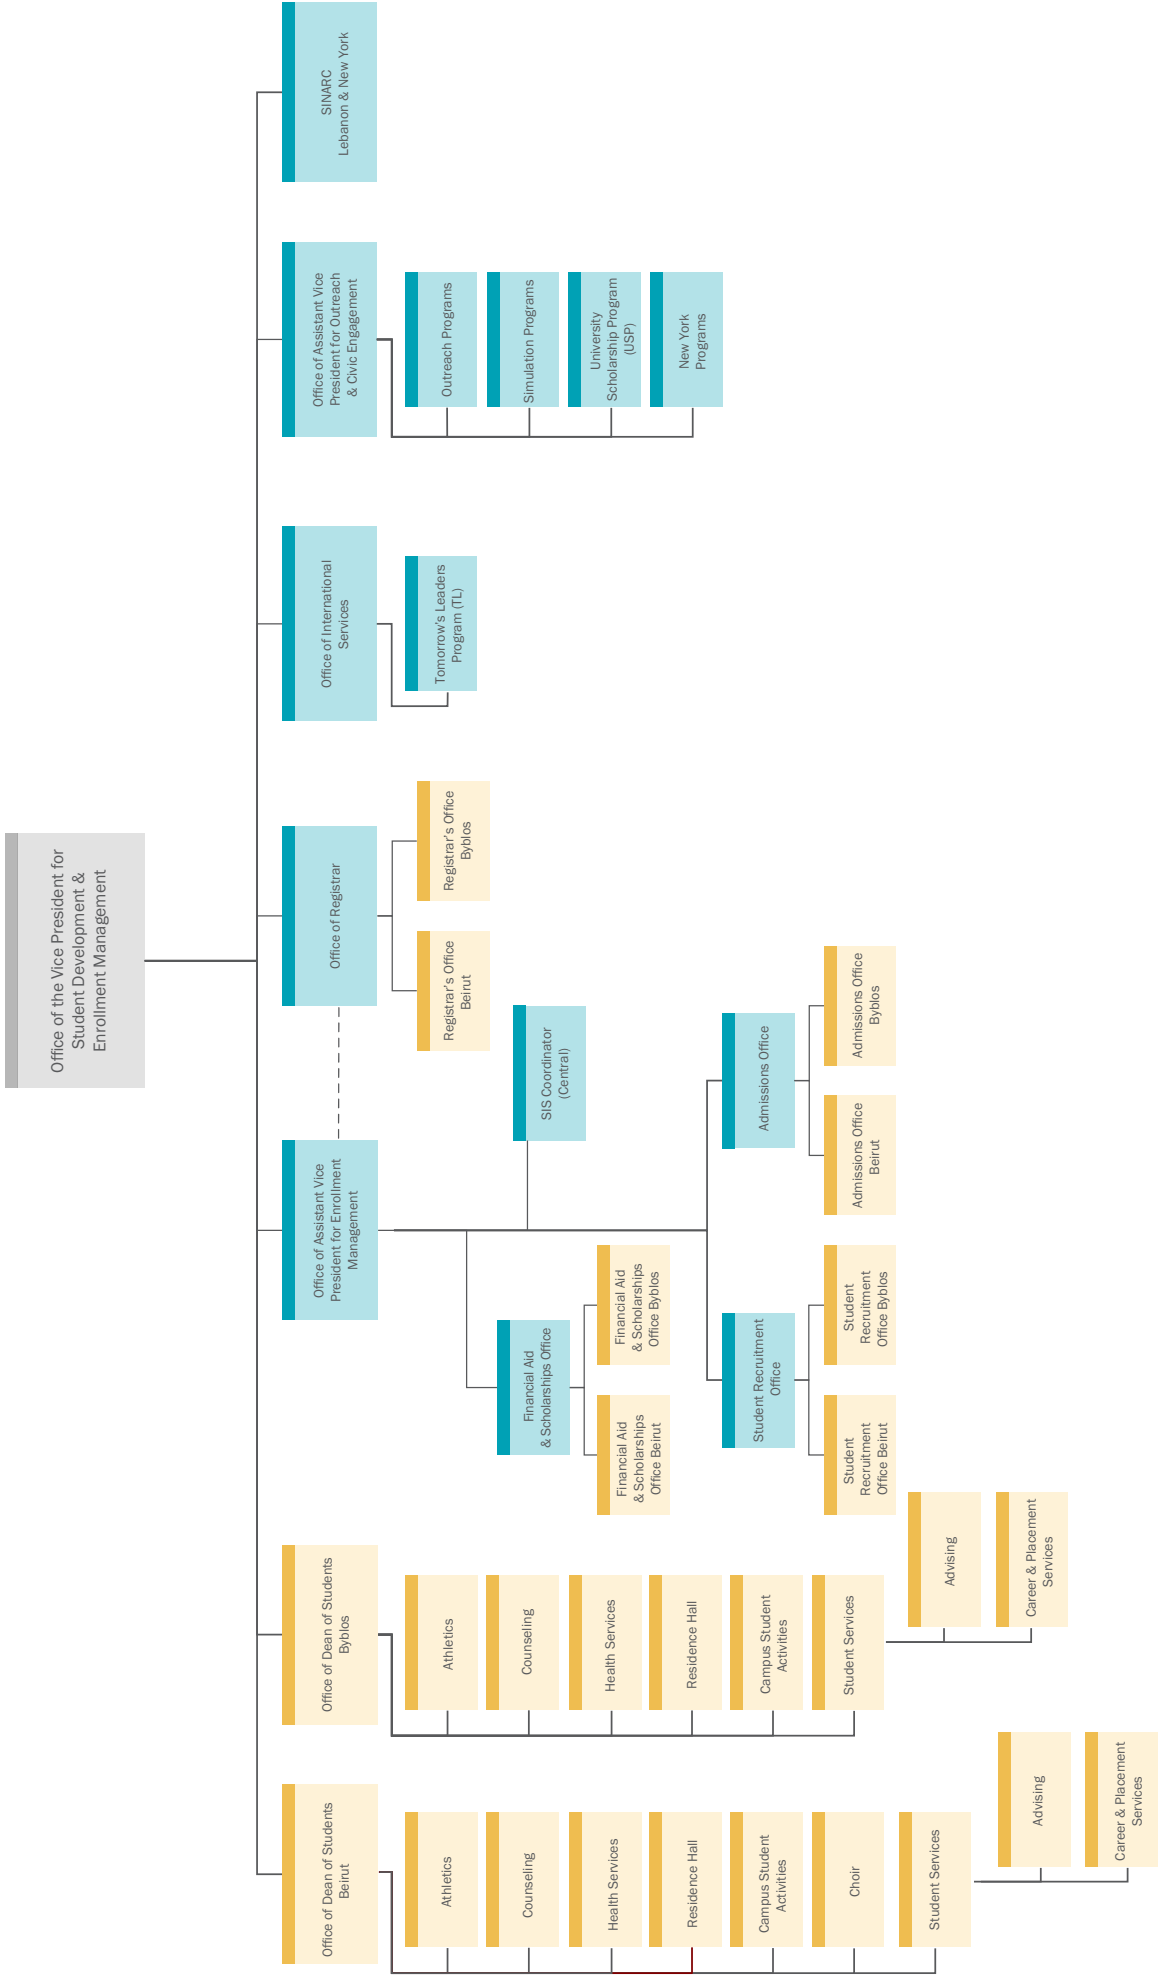 Office of the Vice President for
Student Development &
Enrollment Management
Office of Dean of Students
Beirut
Athletics
Counseling
Health Services
Residence Hall
Campus Student
Activities
Choir
Student Services
Advising
Career & Placement
Services
Office of Dean of Students
Byblos
Athletics
Counseling
Health Services
Residence Hall
Campus Student
Activities
Student Services
Advising
Career & Placement
Services
Office of Assistant Vice
President for Enrollment
Management
Financial Aid
& Scholarships Office
Financial Aid
& Scholarships
Office Beirut
Financial Aid
& Scholarships
Office Byblos
SIS Coordinator
(Central)
Student Recruitment
Office
Student
Recruitment
Office Beirut
Student
Recruitment
Office Byblos
Admissions Office
Admissions Office
Beirut
Admissions Office
Byblos
Office of Registrar
Registrar's Office
Beirut
Registrar's Office
Byblos
Office of International
Services
Tomorrow's Leaders
Program (TL)
Office of Assistant Vice
President for Outreach
& Civic Engagement
Outreach Programs
Simulation Programs
University
Scholarship Program
(USP)
New York
Programs
SINARC
Lebanon & New York